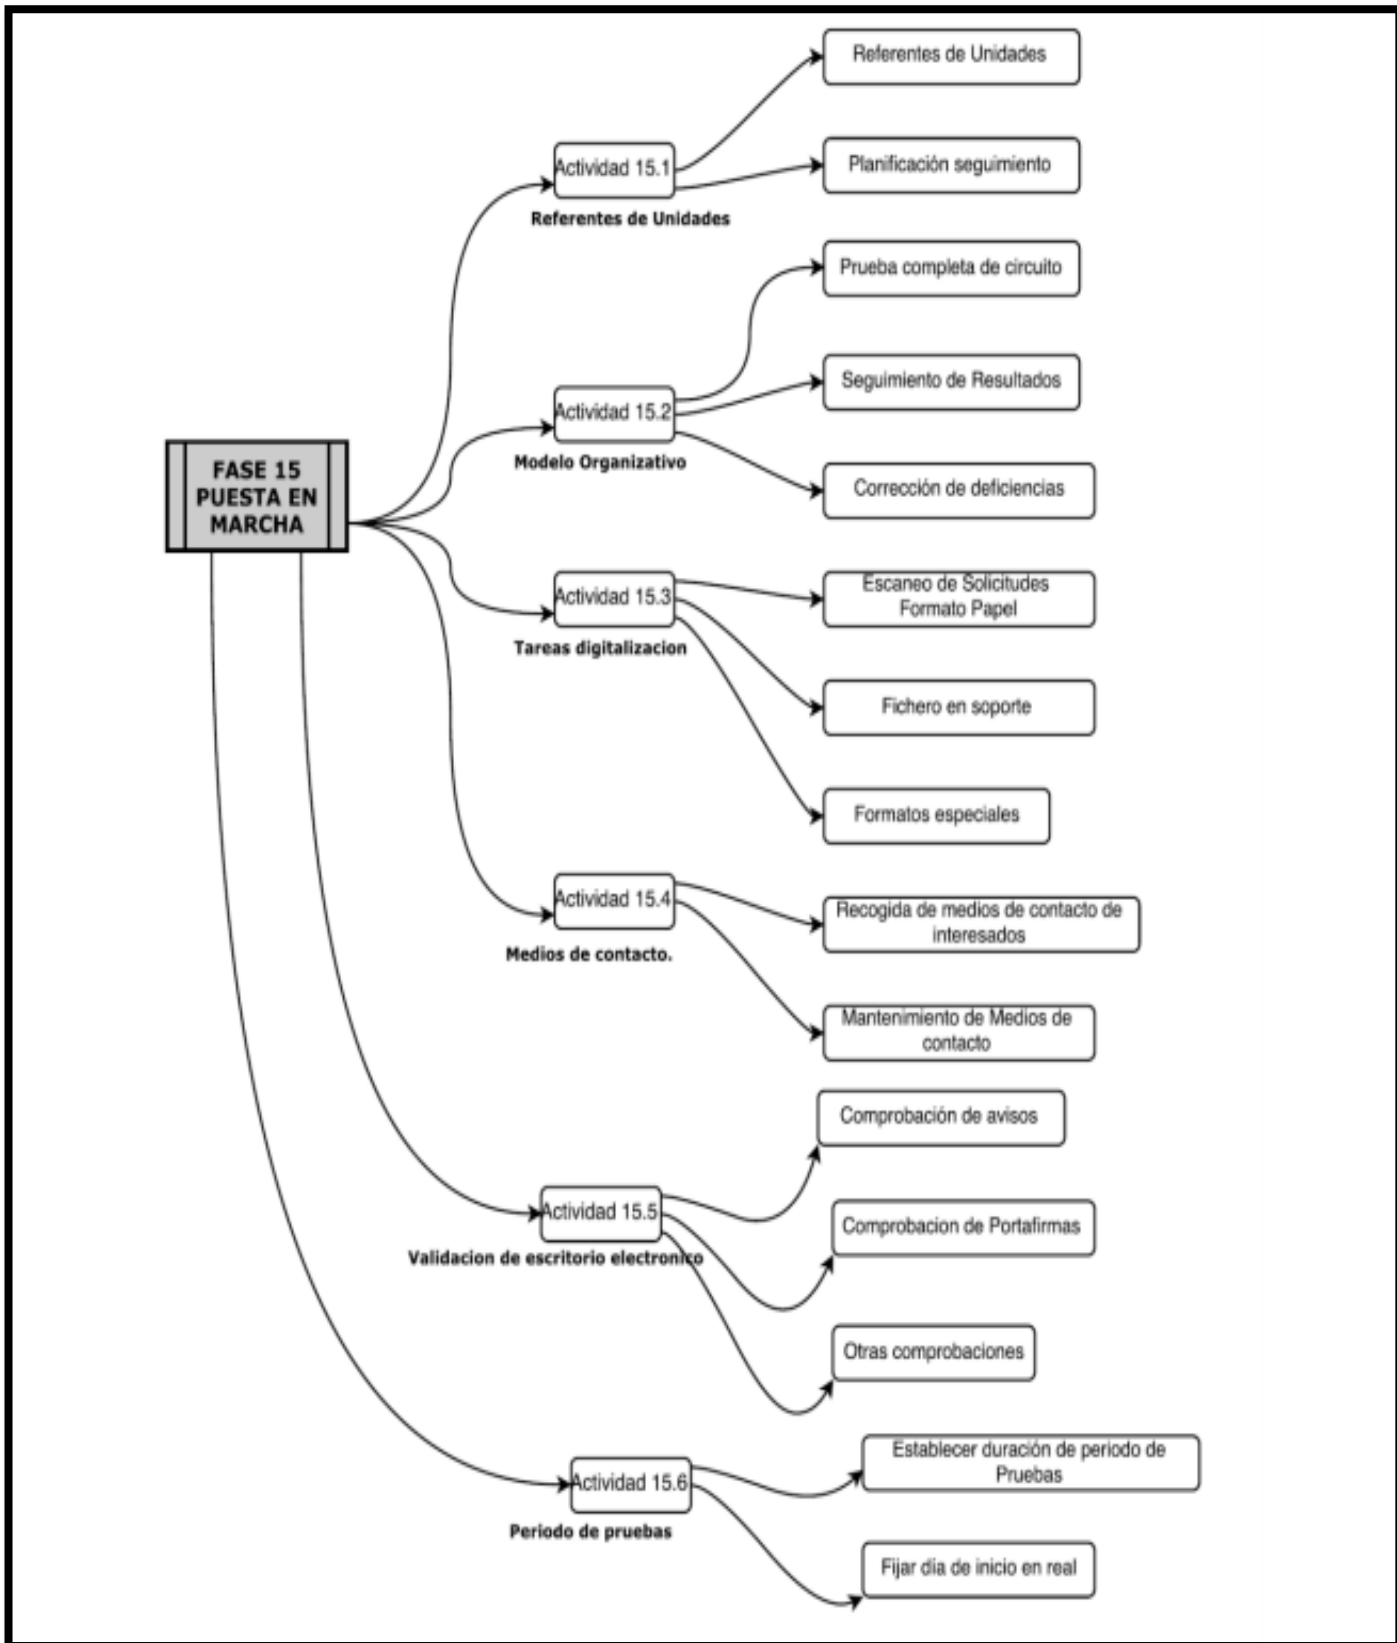 FASE 15
PUESTA EN
MARCHA
Actividad 15.1
Referentes de Unidades
Referentes de Unidades
Planificación seguimiento
Actividad 15.2
Modelo Organizativo
Prueba completa de circuito
Seguimiento de Resultados
Corrección de deficiencias
Actividad 15.3
Tareas digitalizacion
Escaneo de Solicitudes
Formato Papel
Fichero en soporte
Formatos especiales
Actividad 15.4
Medios de contacto.
Recogida de medios de contacto de
interesados
Mantenimiento de Medios de
contacto
Actividad 15.5
Validacion de escritorio electronico
Comprobación de avisos
Comprobacion de Portafirmas
Otras comprobaciones
Actividad 15.6
Periodo de pruebas
Establecer duración de periodo de
Pruebas
Fijar dia de inicio en real